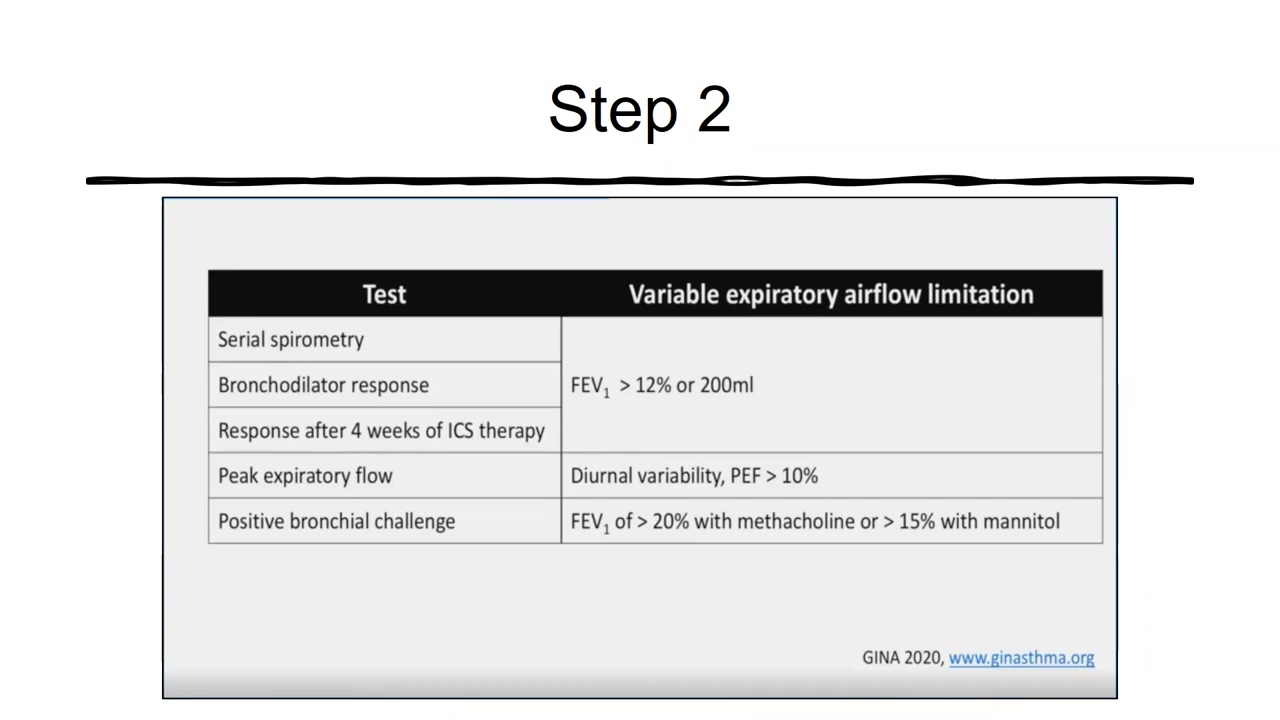 Step 2
Test Variable expiratory airflow limitation
Serial spirometry
Bronchodilator response FEV1 > 12% or 200ml
Response after 4 weeks of ICS therapy
Peak expiratory flow Diurnal variability, PEF > 10%
Positive bronchial challenge FEV1 of > 20% with methacholine or > 15% with mannitol
GINA 2020, www.ginasthma.org